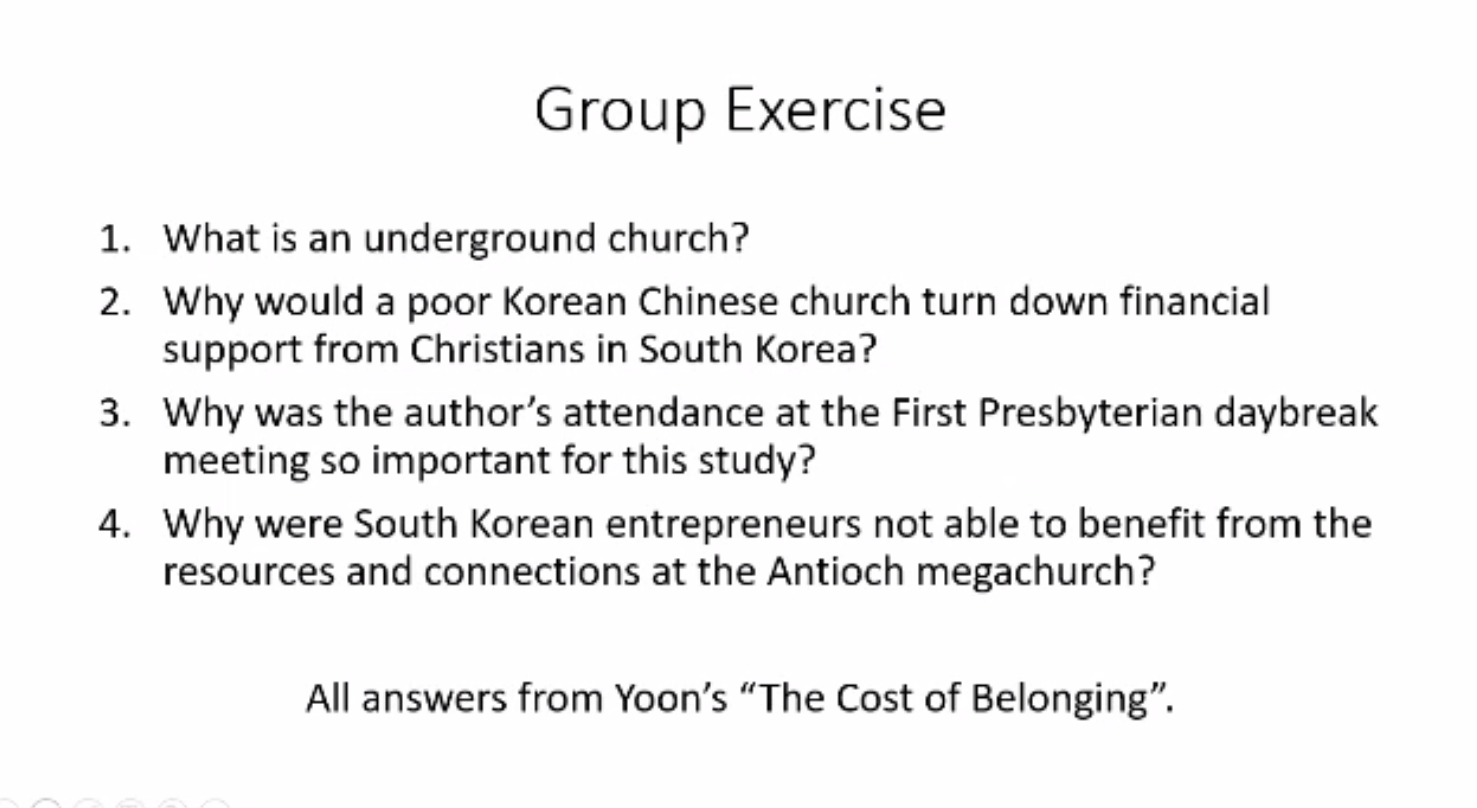 Group Exercise
1. What is an underground church?
2. Why would a poor Korean Chinese church turn down financial
support from Christians in South Korea?
3. Why was the author’s attendance at the First Presbyterian daybreak
meeting so important for this study?
4. Why were South Korean entrepreneurs not able to benefit from the
resources and connections at the Antioch megachurch?
All answers from Yoon’s “The Cost of Belonging”.